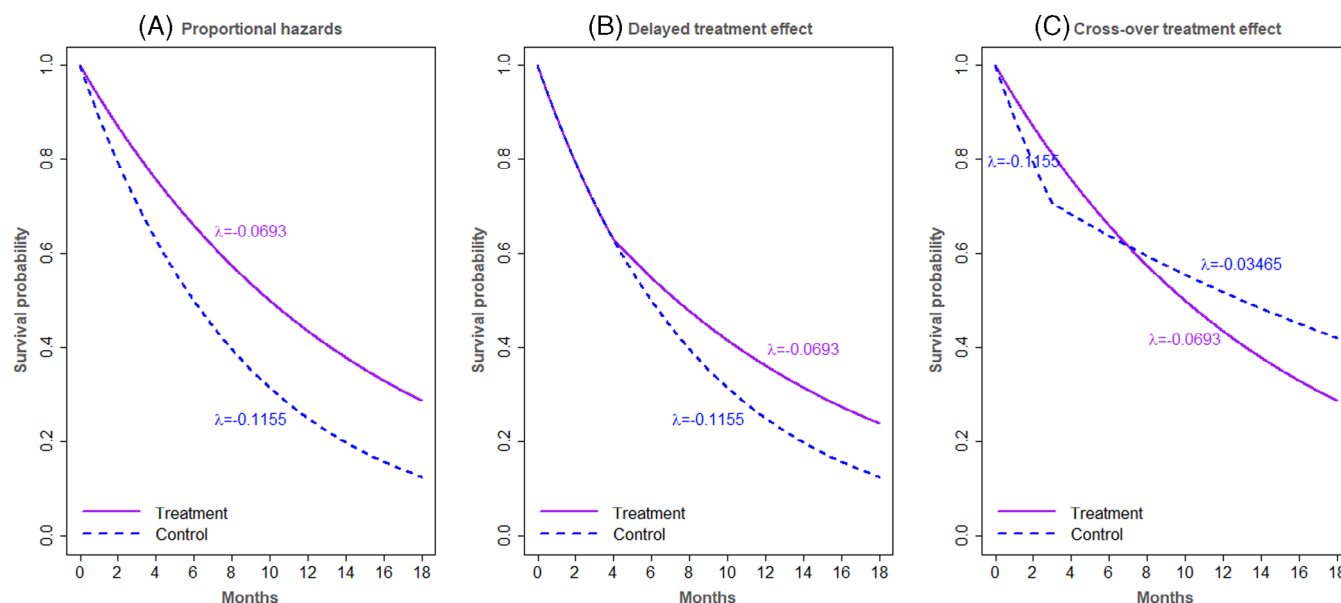 (A) Proportional hazards
Survival probability
1.0
0.8
0.6
0.4
0.2
0.0
λ=-0.0693
λ=-0.1155
Treatment
Control
0 2 4 6 8 10 12 14 16 18
Months
(B) Delayed treatment effect
Survival probability
1.0
0.8
0.6
0.4
0.2
0.0
λ=-0.0693
λ=-0.1155
Treatment
Control
0 2 4 6 8 10 12 14 16 18
Months
(C) Cross-over treatment effect
Survival probability
1.0
0.8
0.6
0.4
0.2
0.0
λ=-0.1155
λ=-0.03465
λ=-0.0693
Treatment
Control
0 2 4 6 8 10 12 14 16 18
Months